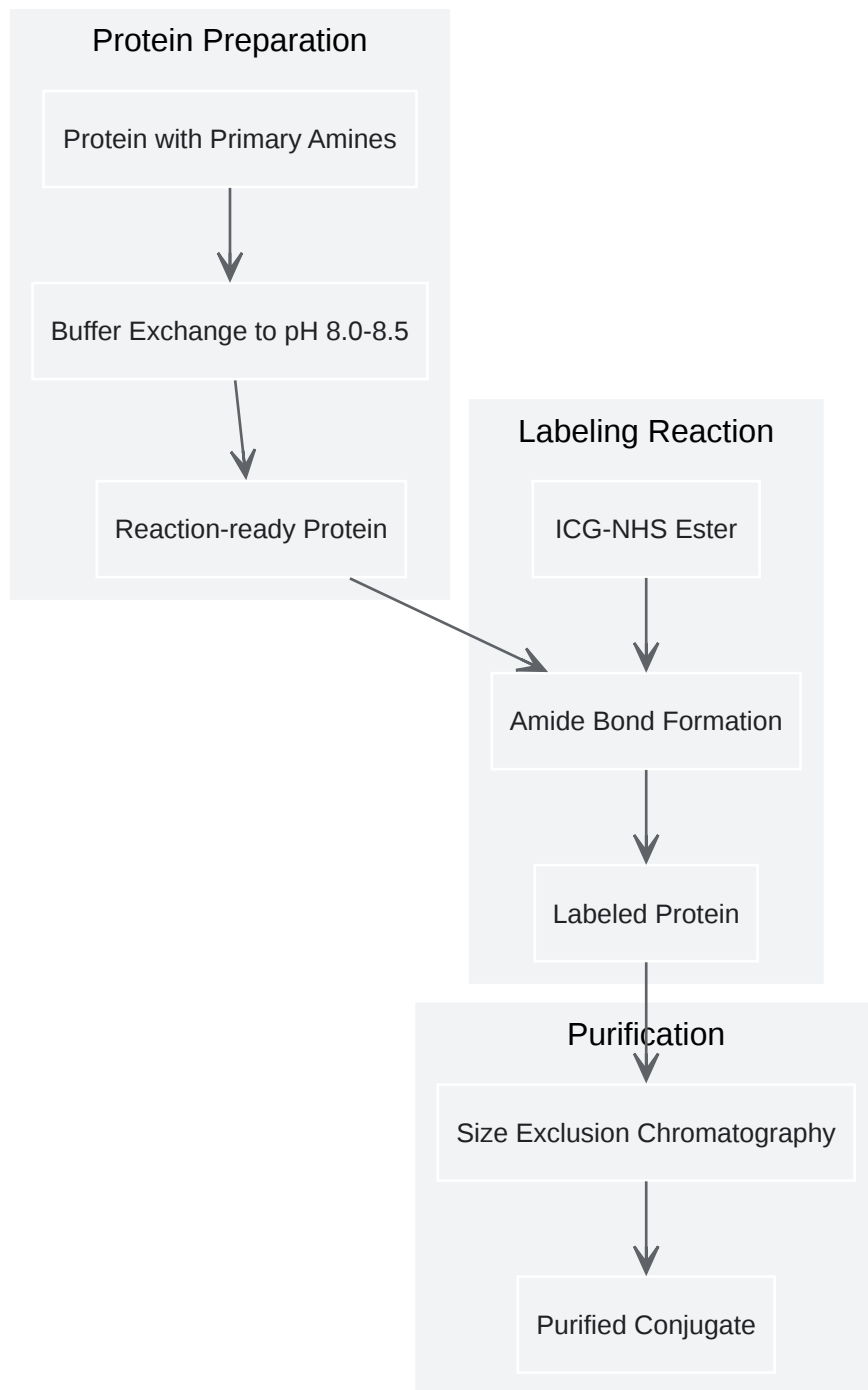 Protein Preparation
Protein with Primary Amines
Buffer Exchange to pH 8.0-8.5
Reaction-ready Protein
Labeling Reaction
ICG-NHS Ester
Amide Bond Formation
Labeled Protein
Purification
Size Exclusion Chromatography
Purified Conjugate